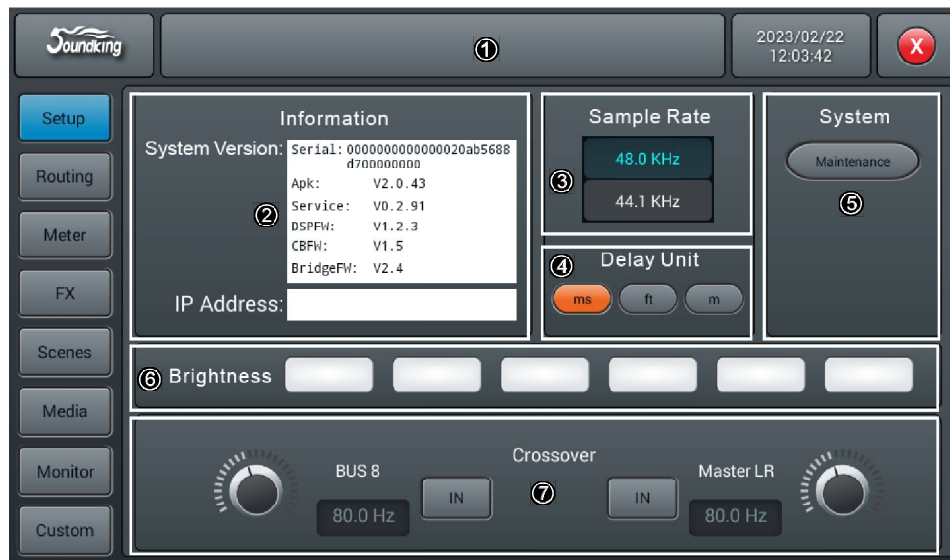 Soundking
①
2023/02/22
12:03:42
X
Setup
Routing
Meter
FX
Scenes
Media
Monitor
Custom
Information
System Version:
Serial: 0000000000000020ab5688
d700000000
Apk: V2.0.43
Service: V0.2.91
DSPFW: V1.2.3
CBFW: V1.5
BridgeFW: V2.4
②
IP Address:
Sample Rate
48.0 KHz
③
44.1 KHz
④ Delay Unit
ms ft m
System
Maintenance
⑤
⑥ Brightness
Crossover
BUS 8
IN
80.0 Hz
⑦
Master LR
IN
80.0 Hz